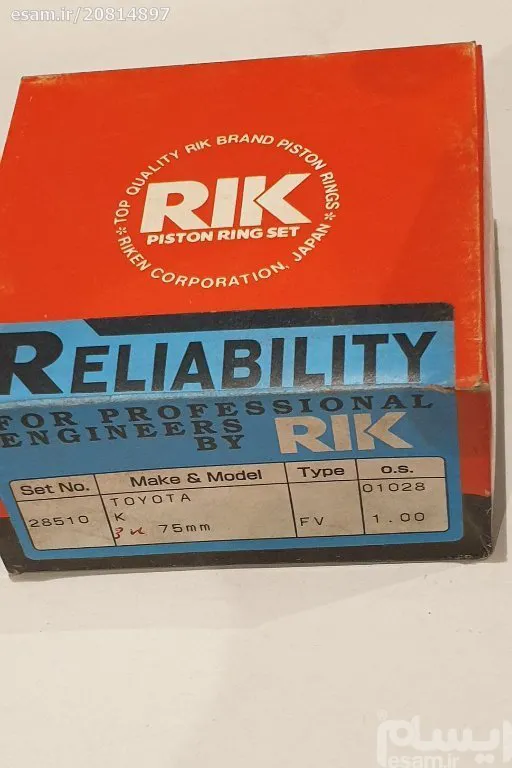 esam.ir/20814897
* TOP QUALITY RIK BRAND PISTON RINGS *
RIK
PISTON RING SET
RIKEN CORPORATION, JAPAN
RELIABILITY
FOR PROFESSIONAL
ENGINEERS
BY RIK
Set No. Make & Model Type o.s.
TOYOTA 01028
28510 K FV 1.00
75mm
ایسام
esam.ir